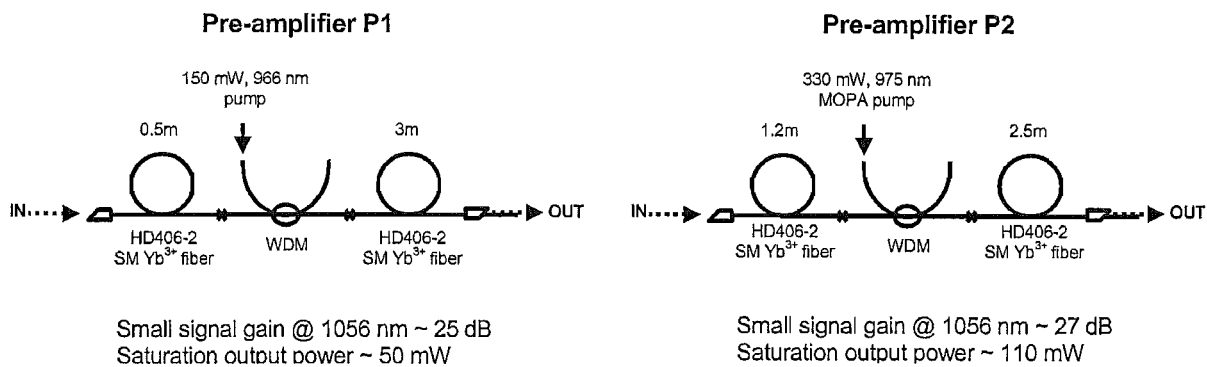 Pre-amplifier P1
150 mW, 966 nm
pump
0.5m
3m
IN
OUT
HD406-2
SM Yb³⁺ fiber
WDM
HD406-2
SM Yb³⁺ fiber
Small signal gain @ 1056 nm ~ 25 dB
Saturation output power ~ 50 mW
Pre-amplifier P2
330 mW, 975 nm
MOPA pump
1.2m
2.5m
IN
OUT
HD406-2
SM Yb³⁺ fiber
WDM
HD406-2
SM Yb³⁺ fiber
Small signal gain @ 1056 nm ~ 27 dB
Saturation output power ~ 110 mW